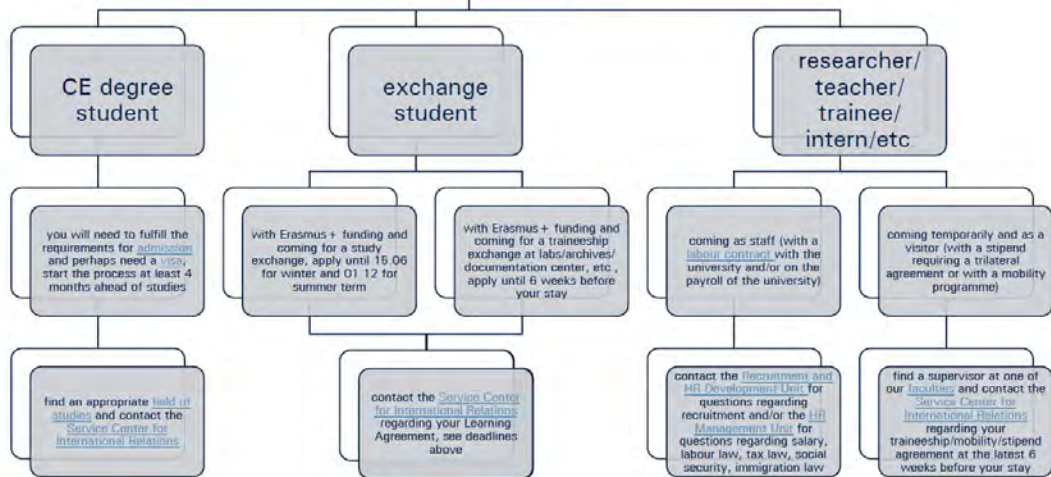 CE degree
student
exchange
student
researcher/
teacher/
trainee/
intern/etc
you will need to fulfill the
requirements for admission
and perhaps need a visa,
start the process at least 4
months ahead of studies
with Erasmus+ funding and
coming for a study
exchange, apply until 15.06
for winter and 01.12 for
summer term
with Erasmus+ funding and
coming for a traineeship
exchange at labs/archives/
documentation center, etc.,
apply until 6 weeks before
your stay
coming as staff (with a
labour contract with the
university and/or on the
payroll of the university)
coming temporarily and as a
visitor (with a stipend
requiring a trilateral
agreement or with a mobility
programme)
find an appropriate field of
studies and contact the
Service Center for
International Relations
contact the Service Center
for International Relations
regarding your Learning
Agreement, see deadlines
above
contact the Recruitment and
HR Development Unit for
questions regarding
recruitment and/or the HR
Management Unit for
questions regarding salary,
labour law, tax law, social
security, immigration law
find a supervisor at one of
our faculties and contact the
Service Center for
International Relations
regarding your
traineeship/mobility/stipend
agreement at the latest 6
weeks before your stay